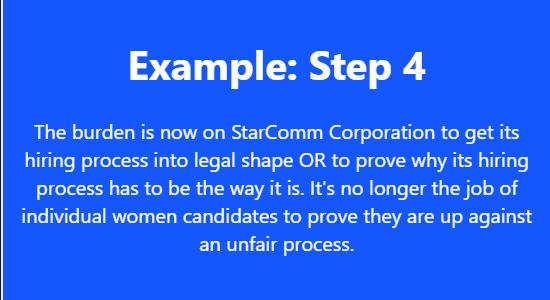 Example: Step 4
The burden is now on StarComm Corporation to get its
hiring process into legal shape OR to prove why its hiring
process has to be the way it is. It's no longer the job of
individual women candidates to prove they are up against
an unfair process.